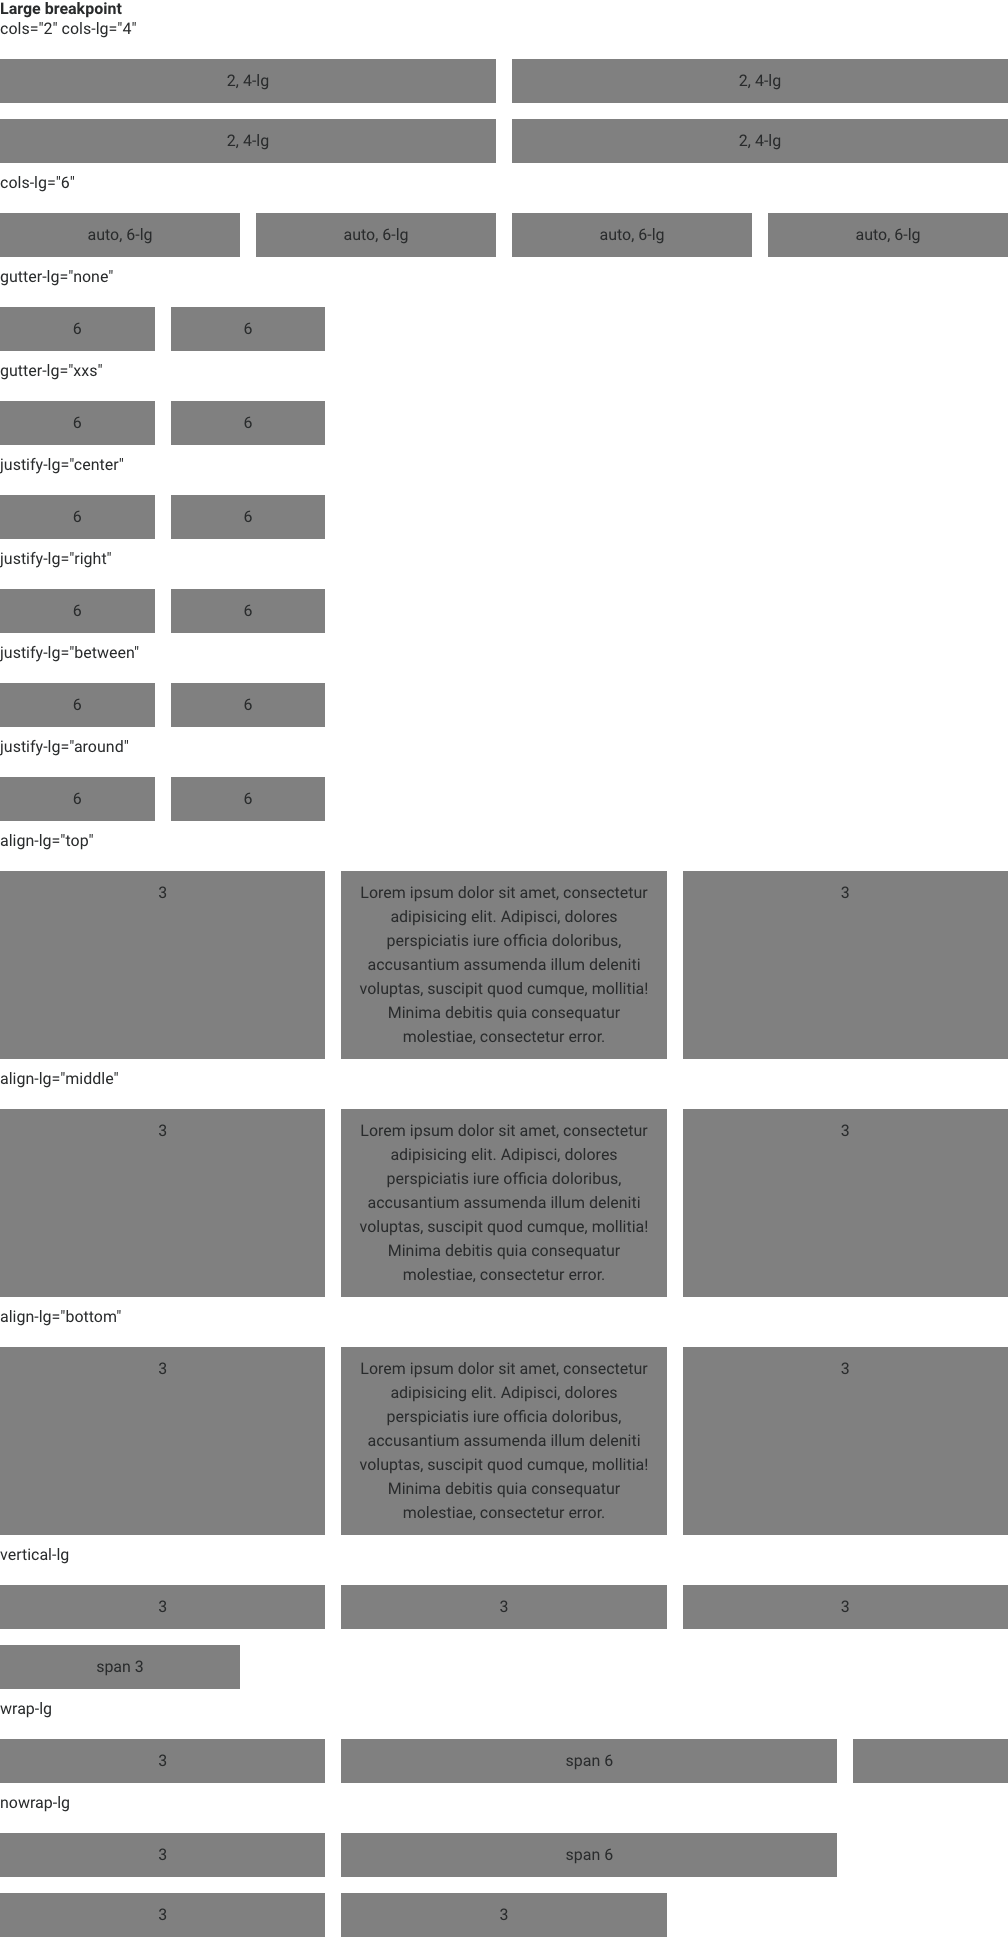 Large breakpoint
cols="2" cols-lg="4"
2, 4-lg 2, 4-lg
2, 4-lg 2, 4-lg
cols-lg="6"
auto, 6-lg auto, 6-lg auto, 6-lg auto, 6-lg
gutter-lg="none"
6 6
gutter-lg="xxs"
6 6
justify-lg="center"
6 6
justify-lg="right"
6 6
justify-lg="between"
6 6
justify-lg="around"
6 6
align-lg="top"
3
Lorem ipsum dolor sit amet, consectetur
adipisicing elit. Adipisci, dolores
perspiciatis iure officia doloribus,
accusantium assumenda illum deleniti
voluptas, suscipit quod cumque, mollitia!
Minima debitis quia consequatur
molestiae, consectetur error.
3
align-lg="middle"
3
Lorem ipsum dolor sit amet, consectetur
adipisicing elit. Adipisci, dolores
perspiciatis iure officia doloribus,
accusantium assumenda illum deleniti
voluptas, suscipit quod cumque, mollitia!
Minima debitis quia consequatur
molestiae, consectetur error.
3
align-lg="bottom"
3
Lorem ipsum dolor sit amet, consectetur
adipisicing elit. Adipisci, dolores
perspiciatis iure officia doloribus,
accusantium assumenda illum deleniti
voluptas, suscipit quod cumque, mollitia!
Minima debitis quia consequatur
molestiae, consectetur error.
3
vertical-lg
3 3 3
span 3
wrap-lg
3 span 6
nowrap-lg
3 span 6
3 3